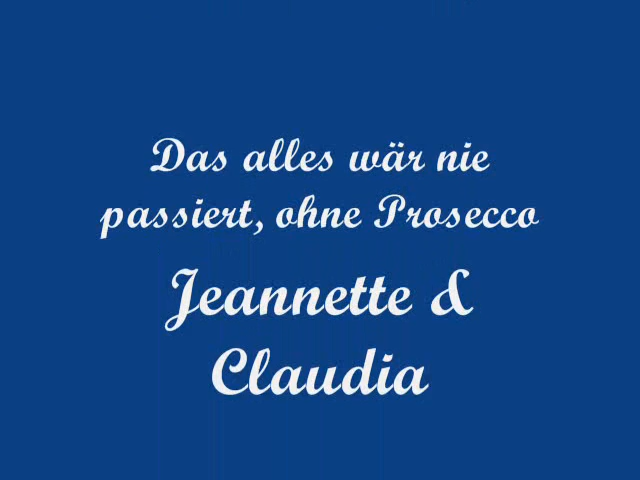 Das alles wär nie
passiert, ohne Prosecco
Jeannette &
Claudia